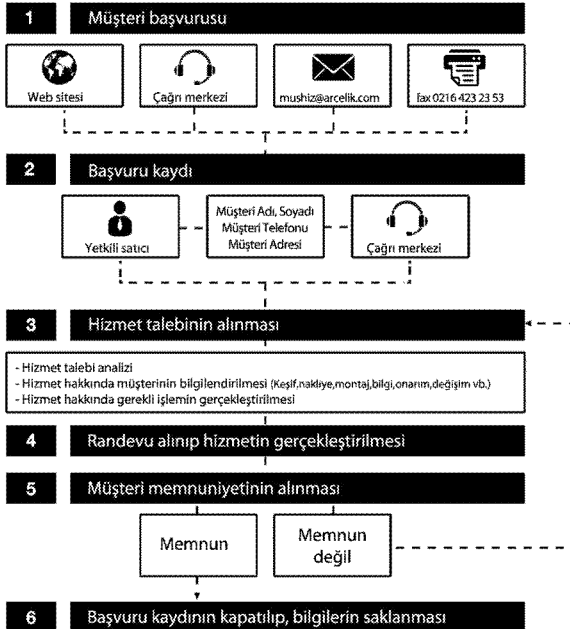 1 Müşteri başvurusu
Web sitesi
Çağrı merkezi
mushiz@arcelik.com
fax 0216 423 23 53
2 Başvuru kaydı
Yetkili satıcı
Müşteri Adı, Soyadı
Müşteri Telefonu
Müşteri Adresi
Çağrı merkezi
3 Hizmet talebinin alınması
- Hizmet talebi analizi
- Hizmet hakkında müşterinin bilgilendirilmesi (Keşif,nakliye,montaj,bilgi,onarım,değişim vb.)
- Hizmet hakkında gerekli işlemin gerçekleştirilmesi
4 Randevu alınıp hizmetin gerçekleştirilmesi
5 Müşteri memnuniyetinin alınması
Memnun
Memnun
değil
6 Başvuru kaydının kapatılıp, bilgilerin saklanması